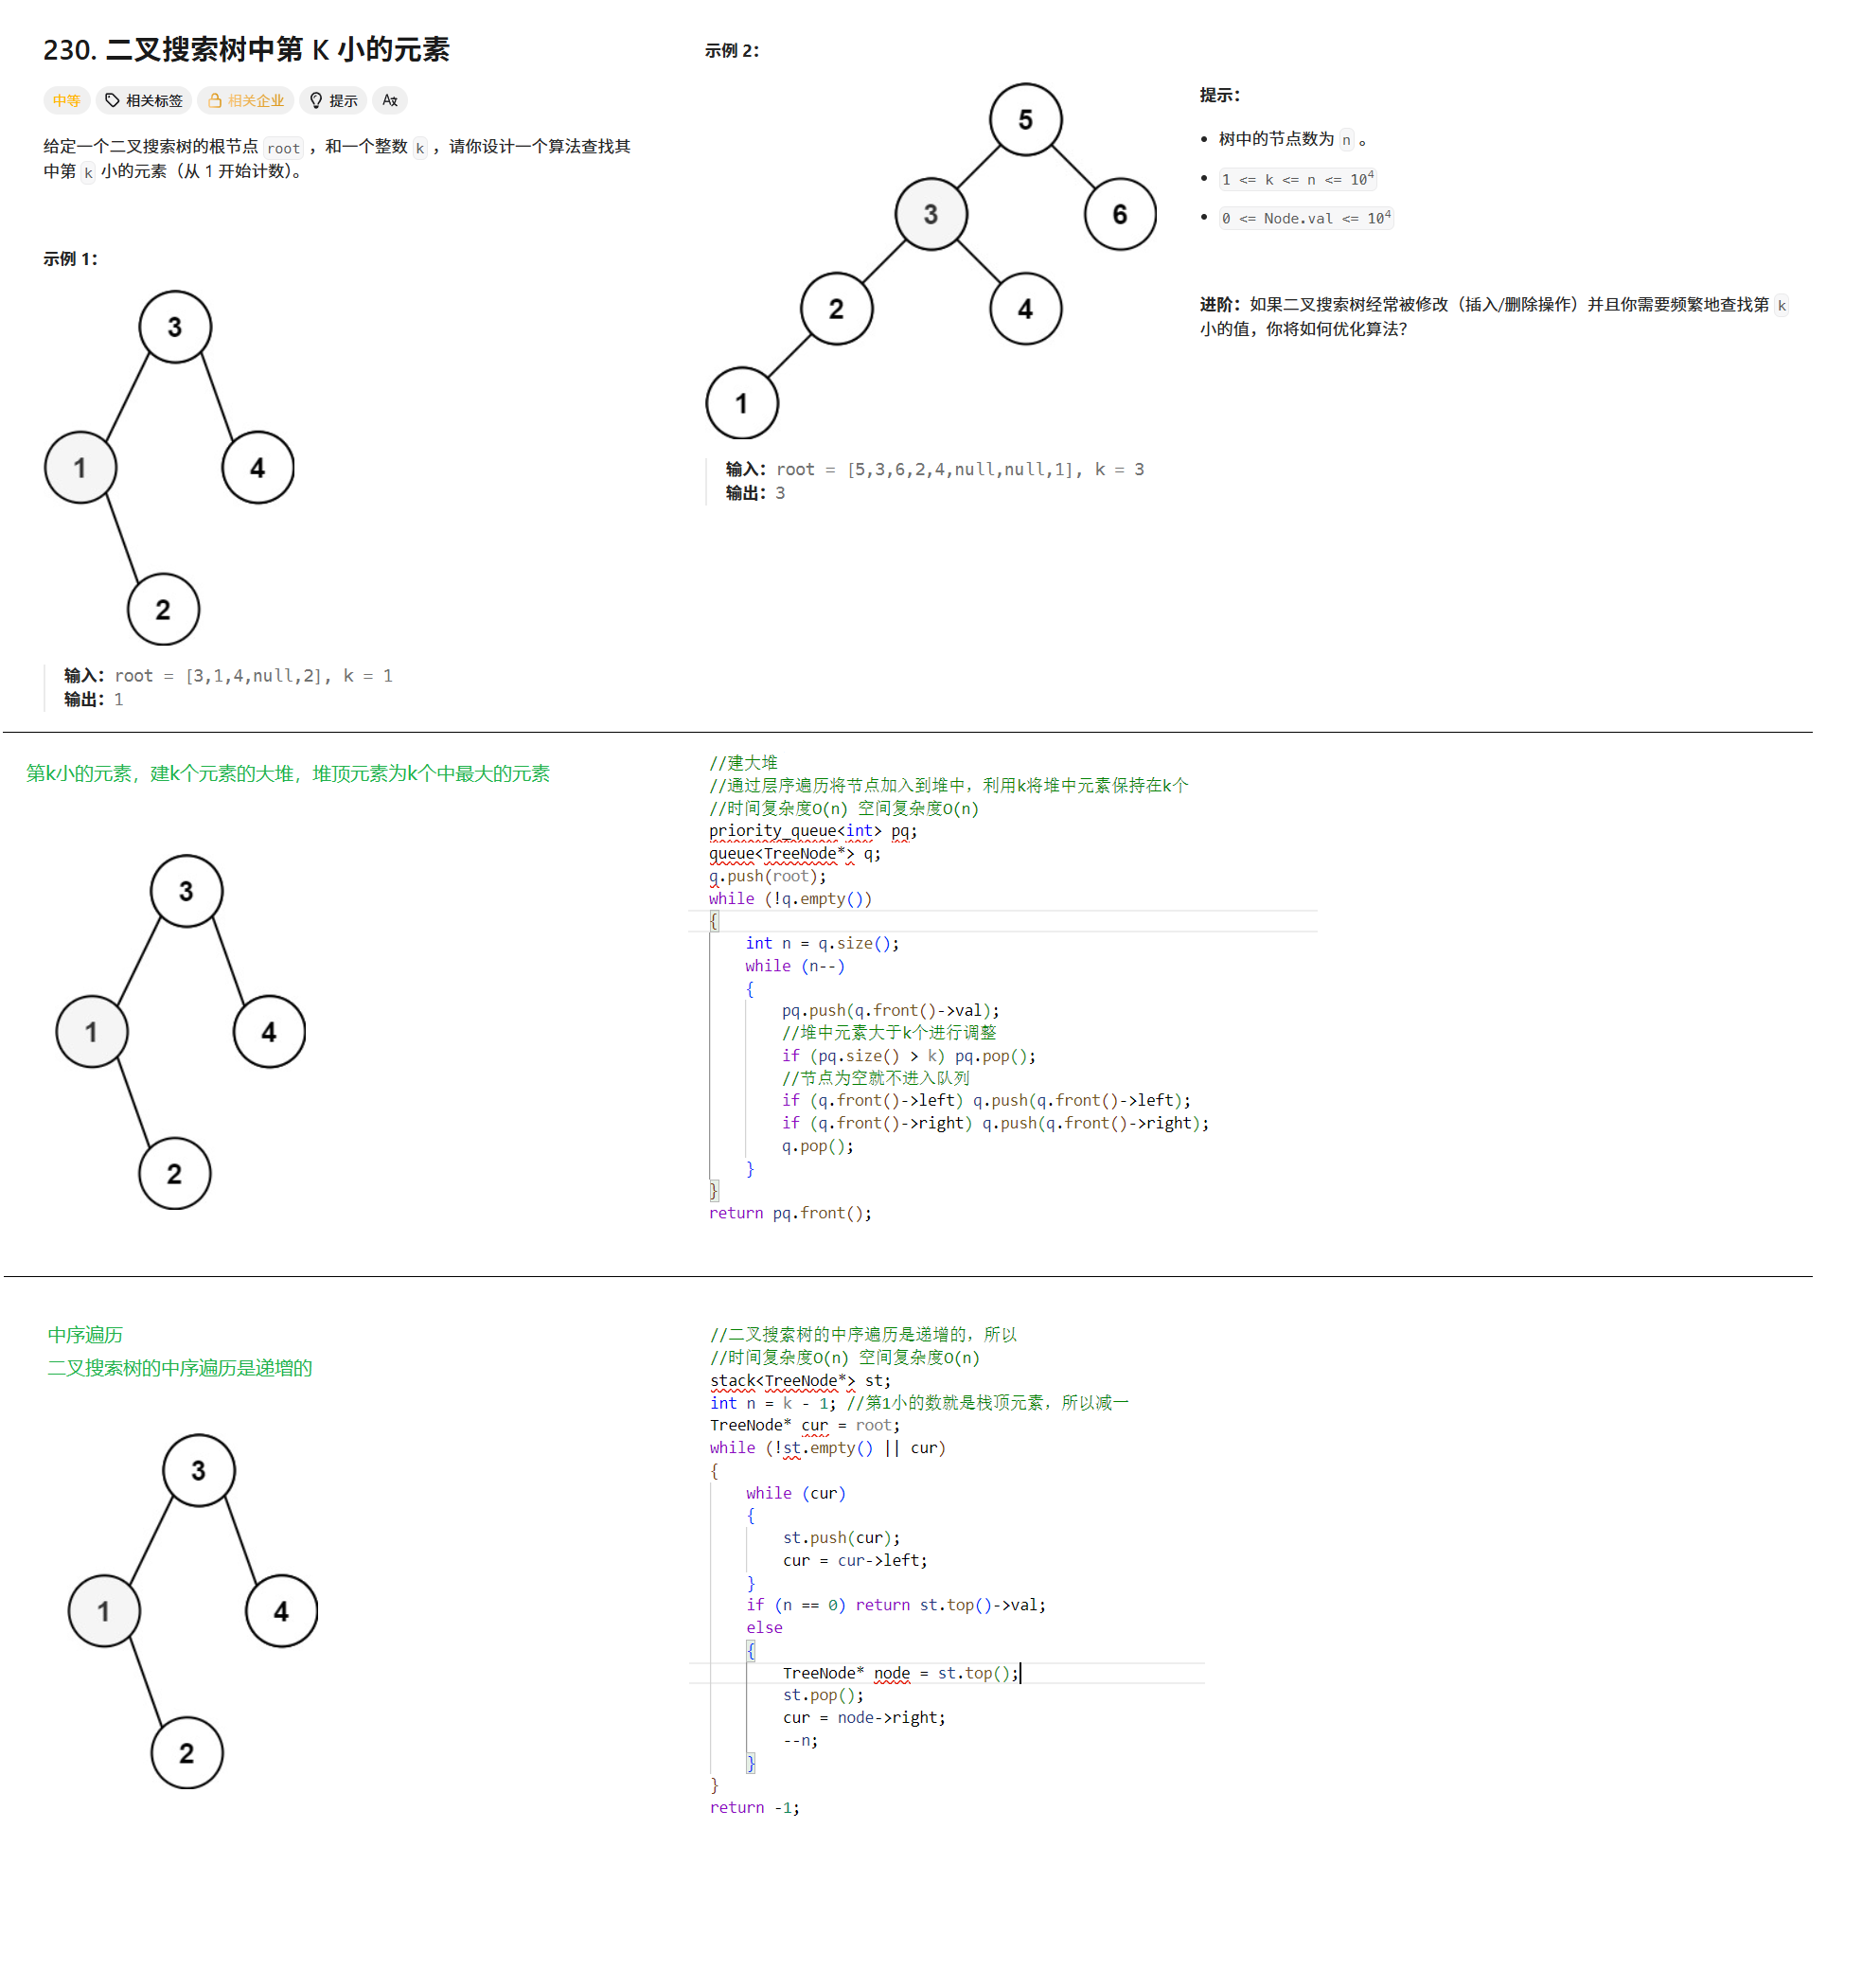 230. 二叉搜索树中第 K 小的元素
中等 相关标签 相关企业 提示 Aあ
给定一个二叉搜索树的根节点 root ，和一个整数 k ，请你设计一个算法查找其
中第 k 小的元素（从 1 开始计数）。
示例 1：
3
1
4
2
输入：root = [3,1,4,null,2], k = 1
输出：1
示例 2：
5
3
6
2
4
1
输入：root = [5,3,6,2,4,null,null,1], k = 3
输出：3
提示：
• 树中的节点数为 n 。
• 1 <= k <= n <= 10⁴
• 0 <= Node.val <= 10⁴
进阶：如果二叉搜索树经常被修改（插入/删除操作）并且你需要频繁地查找第 k
小的值，你将如何优化算法？
第k小的元素，建k个元素的大堆，堆顶元素为k个中最大的元素
3
1
4
2
//建大堆
//通过层序遍历将节点加入到堆中，利用k将堆中元素保持在k个
//时间复杂度O(n) 空间复杂度O(n)
priority_queue<int> pq;
queue<TreeNode*> q;
q.push(root);
while (!q.empty())
{
int n = q.size();
while (n--)
{
pq.push(q.front()->val);
//堆中元素大于k个进行调整
if (pq.size() > k) pq.pop();
//节点为空就不进入队列
if (q.front()->left) q.push(q.front()->left);
if (q.front()->right) q.push(q.front()->right);
q.pop();
}
}
return pq.front();
中序遍历
二叉搜索树的中序遍历是递增的
3
1
4
2
//二叉搜索树的中序遍历是递增的，所以
//时间复杂度O(n) 空间复杂度O(n)
stack<TreeNode*> st;
int n = k - 1; //第1小的数就是栈顶元素，所以减一
TreeNode* cur = root;
while (!st.empty() || cur)
{
while (cur)
{
st.push(cur);
cur = cur->left;
}
if (n == 0) return st.top()->val;
else
{
TreeNode* node = st.top();
st.pop();
cur = node->right;
--n;
}
}
return -1;